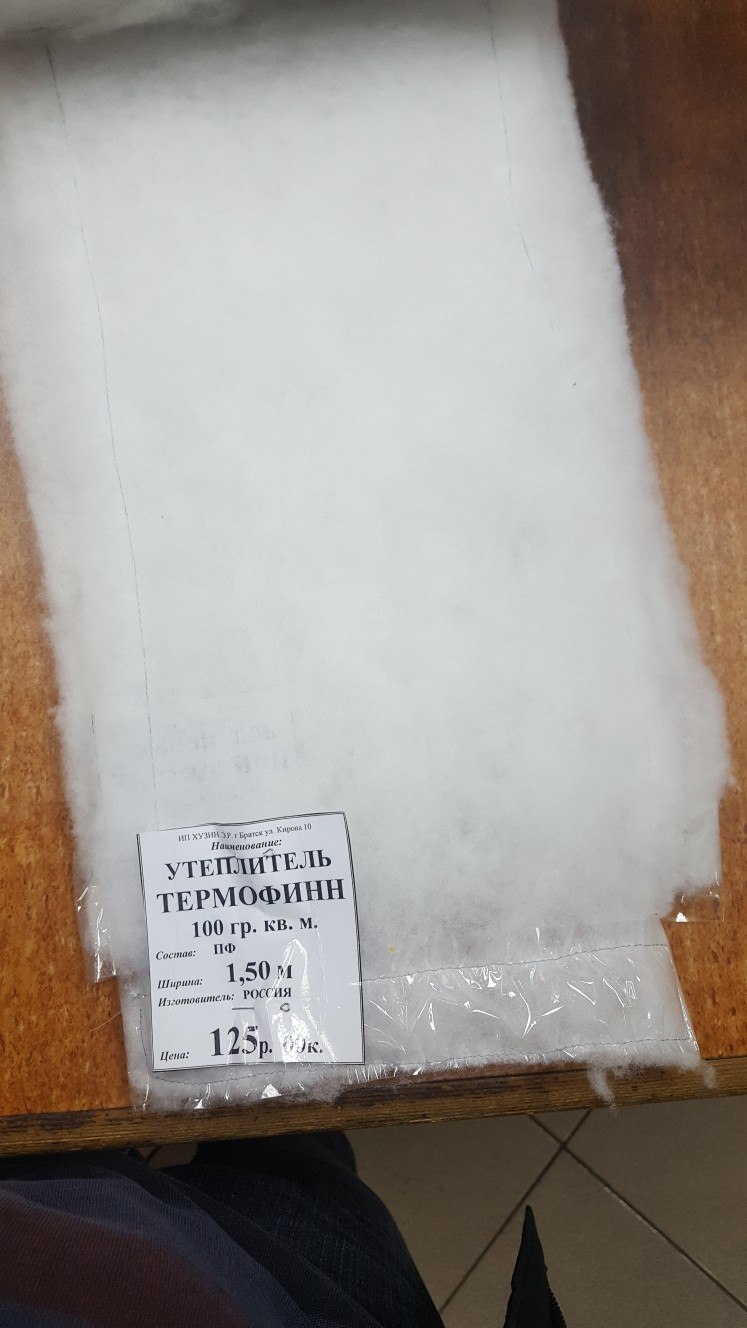 ИП ХУЗИН Э.Р. г Братск ул. Кирова 10
Наименование:
УТЕПЛИТЕЛЬ
ТЕРМОФИНН
100 гр. кв. м.
Состав: ПФ
Ширина: 1,50 м
Изготовитель: РОССИЯ
Цена: 125р. 00к.